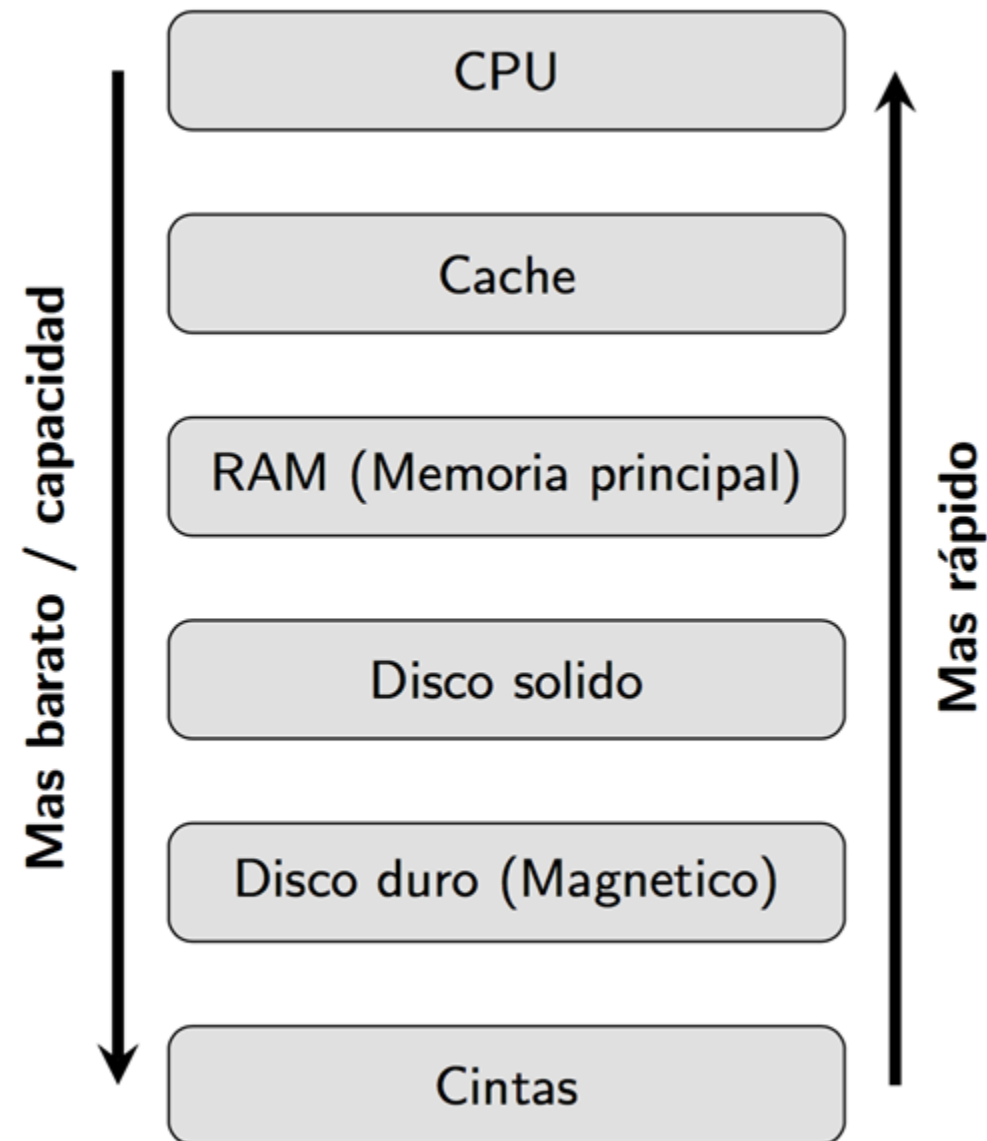 CPU
Cache
RAM (Memoria principal)
Disco solido
Disco duro (Magnetico)
Cintas
Mas barato / capacidad
Mas rápido